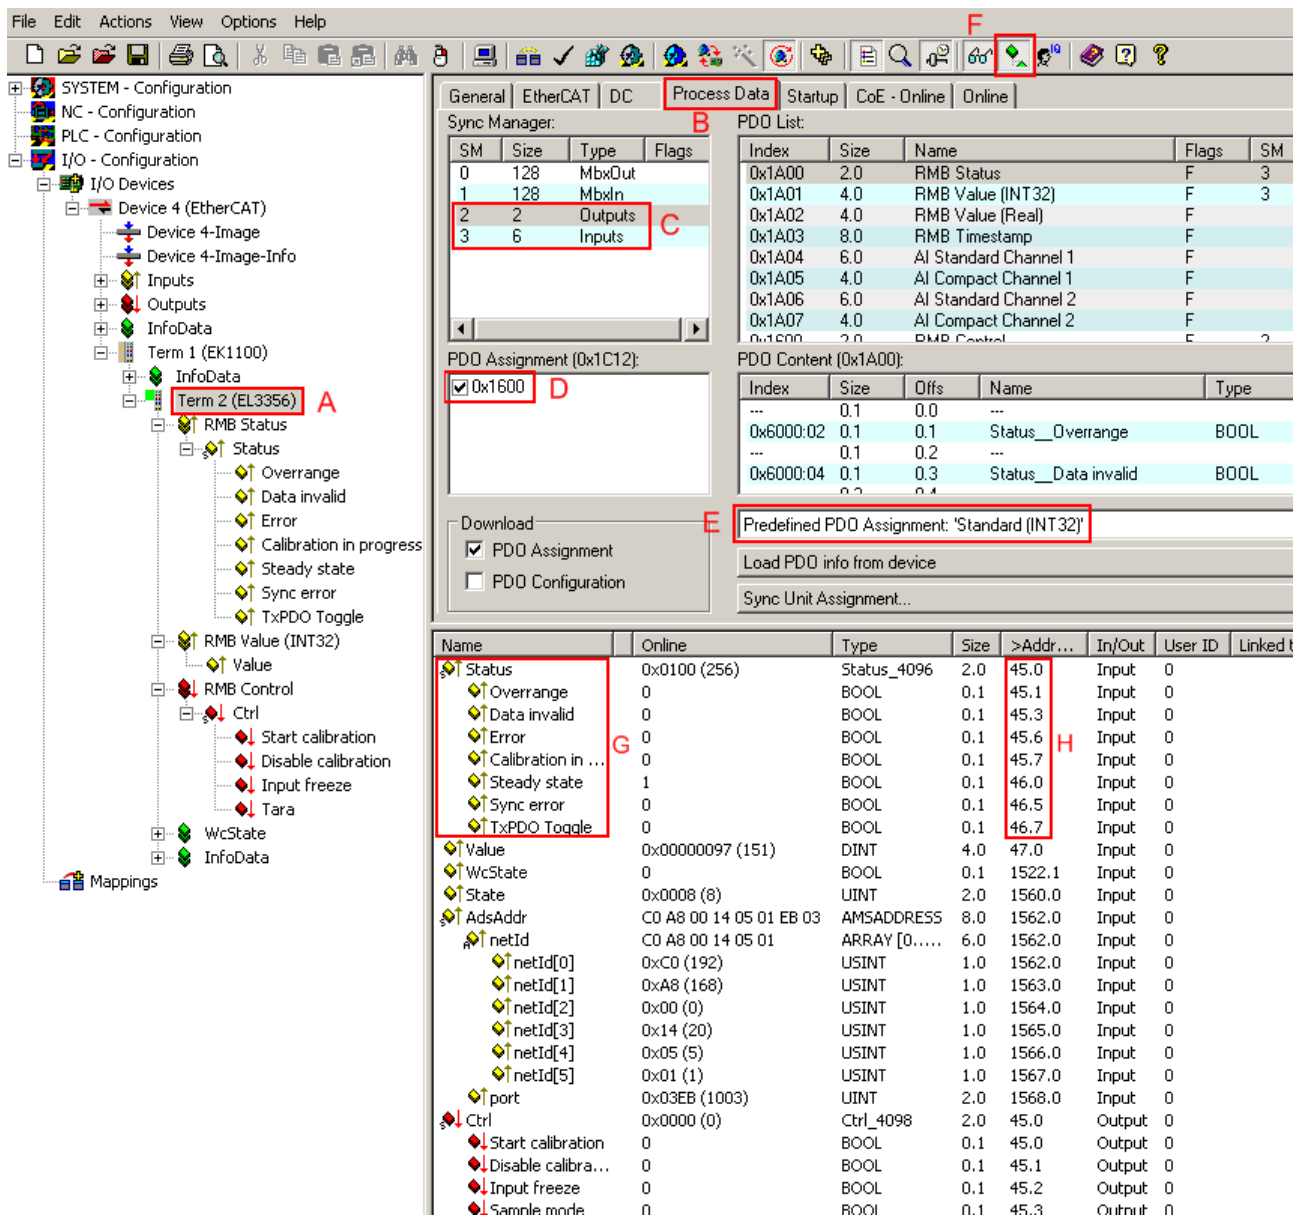 File Edit Actions View Options Help
F
SYSTEM - Configuration
NC - Configuration
PLC - Configuration
I/O - Configuration
I/O Devices
Device 4 (EtherCAT)
Device 4-Image
Device 4-Image-Info
Inputs
Outputs
InfoData
Term 1 (EK1100)
InfoData
Term 2 (EL3356) A
RMB Status
Status
Overrange
Data invalid
Error
Calibration in progress
Steady state
Sync error
TxPDO Toggle
RMB Value (INT32)
Value
RMB Control
Ctrl
Start calibration
Disable calibration
Input freeze
Tara
WcState
InfoData
Mappings
General EtherCAT DC Process Data Startup CoE - Online Online
B
Sync Manager:
SM Size Type Flags
0 128 MbxOut
1 128 MbxIn
2 2 Outputs
3 6 Inputs
C
PDO List:
Index Size Name Flags SM
0x1A00 2.0 RMB Status F 3
0x1A01 4.0 RMB Value (INT32) F 3
0x1A02 4.0 RMB Value (Real) F
0x1A03 8.0 RMB Timestamp F
0x1A04 6.0 AI Standard Channel 1 F
0x1A05 4.0 AI Compact Channel 1 F
0x1A06 6.0 AI Standard Channel 2 F
0x1A07 4.0 AI Compact Channel 2 F
0x1600 2.0 RMB Control F 2
PDO Assignment (0x1C12):
0x1600 D
PDO Content (0x1A00):
Index Size Offs Name Type
--- 0.1 0.0 ---
0x6000:02 0.1 0.1 Status__Overrange BOOL
--- 0.1 0.2 ---
0x6000:04 0.1 0.3 Status__Data invalid BOOL
Download
PDO Assignment
PDO Configuration
E Predefined PDO Assignment: 'Standard (INT32)'
Load PDO info from device
Sync Unit Assignment...
Name Online Type Size >Addr... In/Out User ID Linked t
Status 0x0100 (256) Status_4096 2.0 45.0 Input 0
Overrange 0 BOOL 0.1 45.1 Input 0
Data invalid 0 BOOL 0.1 45.3 Input 0
Error 0 BOOL 0.1 45.6 Input 0
G H
Calibration in ... 0 BOOL 0.1 45.7 Input 0
Steady state 1 BOOL 0.1 46.0 Input 0
Sync error 0 BOOL 0.1 46.5 Input 0
TxPDO Toggle 0 BOOL 0.1 46.7 Input 0
Value 0x00000097 (151) DINT 4.0 47.0 Input 0
WcState 0 BOOL 0.1 1522.1 Input 0
State 0x0008 (8) UINT 2.0 1560.0 Input 0
AdsAddr C0 A8 00 14 05 01 EB 03 AMSADDRESS 8.0 1562.0 Input 0
netId C0 A8 00 14 05 01 ARRAY [0..... 6.0 1562.0 Input 0
netId[0] 0xC0 (192) USINT 1.0 1562.0 Input 0
netId[1] 0xA8 (168) USINT 1.0 1563.0 Input 0
netId[2] 0x00 (0) USINT 1.0 1564.0 Input 0
netId[3] 0x14 (20) USINT 1.0 1565.0 Input 0
netId[4] 0x05 (5) USINT 1.0 1566.0 Input 0
netId[5] 0x01 (1) USINT 1.0 1567.0 Input 0
port 0x03EB (1003) UINT 2.0 1568.0 Input 0
Ctrl 0x0000 (0) Ctrl_4098 2.0 45.0 Output 0
Start calibration 0 BOOL 0.1 45.0 Output 0
Disable calibra... 0 BOOL 0.1 45.1 Output 0
Input freeze 0 BOOL 0.1 45.2 Output 0
Sample mode 0 BOOL 0.1 45.3 Output 0